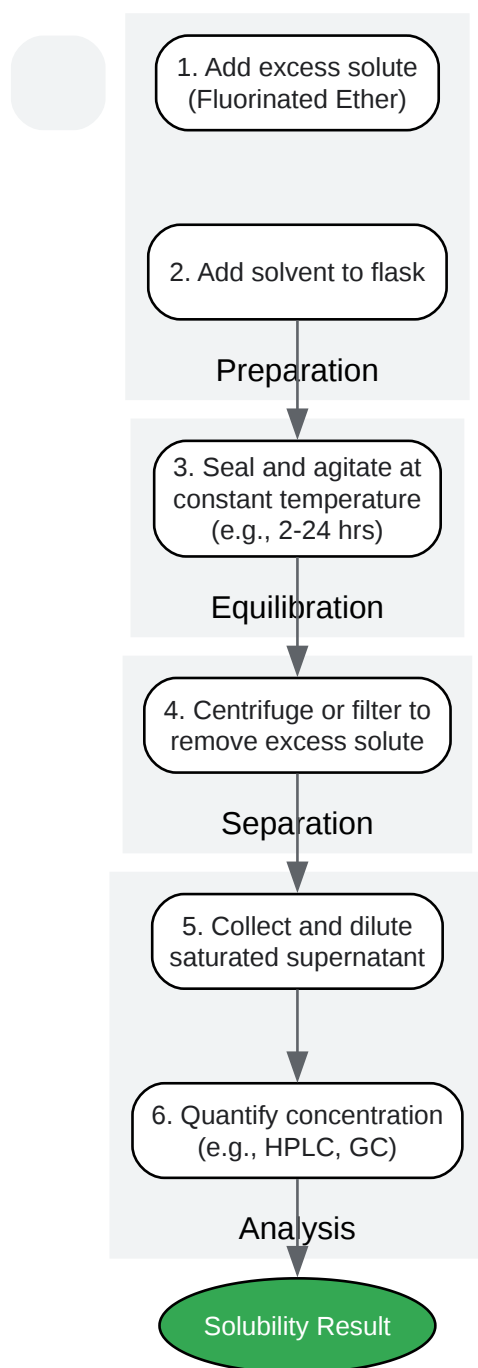 1. Add excess solute
(Fluorinated Ether)
2. Add solvent to flask
Preparation
3. Seal and agitate at
constant temperature
(e.g., 2-24 hrs)
Equilibration
4. Centrifuge or filter to
remove excess solute
Separation
5. Collect and dilute
saturated supernatant
6. Quantify concentration
(e.g., HPLC, GC)
Analysis
Solubility Result